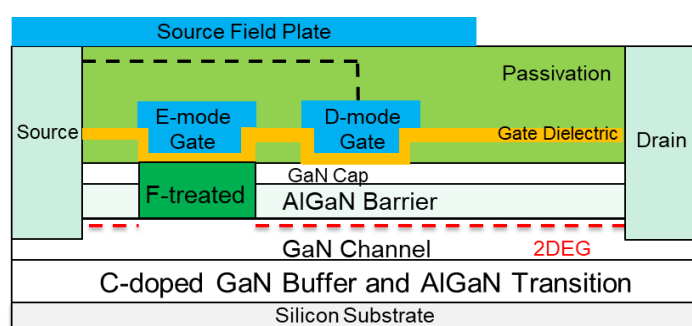 Source Field Plate
Passivation
E-mode
Gate
D-mode
Gate
Source
Gate Dielectric
Drain
GaN Cap
F-treated
AlGaN Barrier
GaN Channel
2DEG
C-doped GaN Buffer and AlGaN Transition
Silicon Substrate